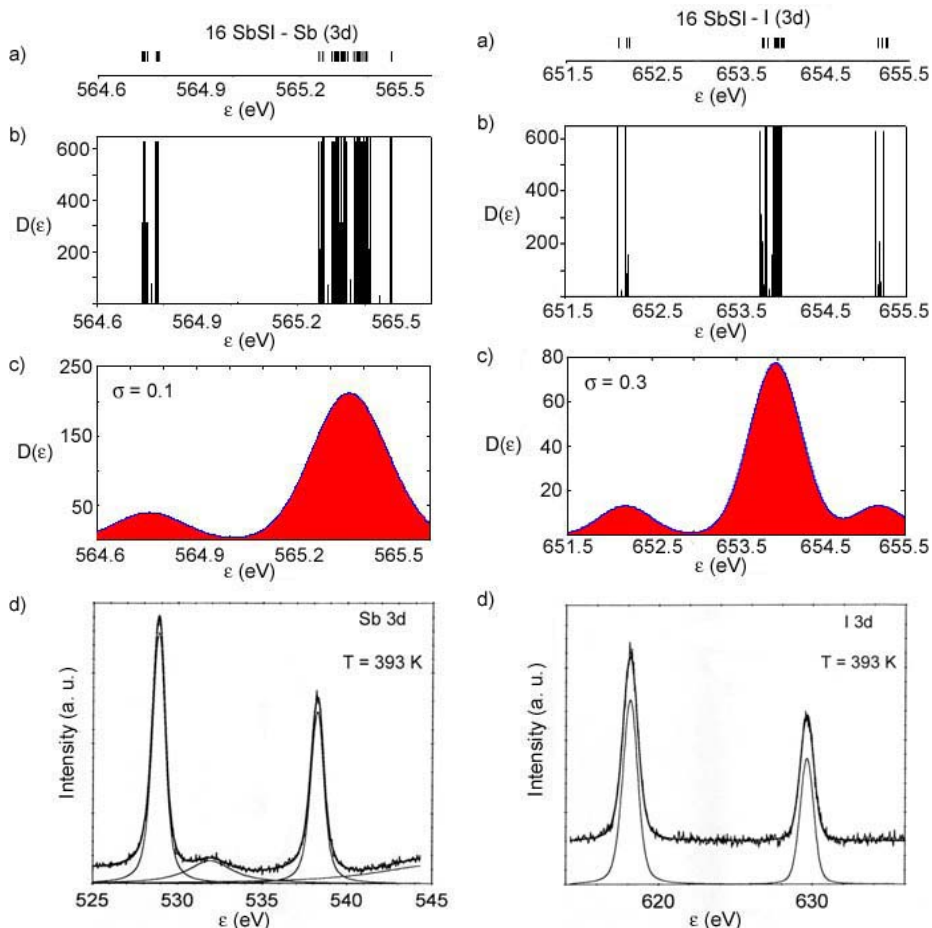 16 SbSI - Sb (3d)
a)
564.6 564.9 565.2 565.5
ε (eV)
b)
600
400
200
D(ε)
564.6 564.9 565.2 565.5
ε (eV)
c)
250
150
50
D(ε)
σ = 0.1
564.6 564.9 565.2 565.5
ε (eV)
d)
Sb 3d
T = 393 K
Intensity (a. u.)
525 530 535 540 545
ε (eV)
16 SbSI - I (3d)
a)
651.5 652.5 653.5 654.5 655.5
ε (eV)
b)
600
400
200
D(ε)
651.5 652.5 653.5 654.5 655.5
ε (eV)
c)
80
60
40
20
D(ε)
σ = 0.3
651.5 652.5 653.5 654.5 655.5
ε (eV)
d)
I 3d
T = 393 K
Intensity (a. u.)
620 630
ε (eV)